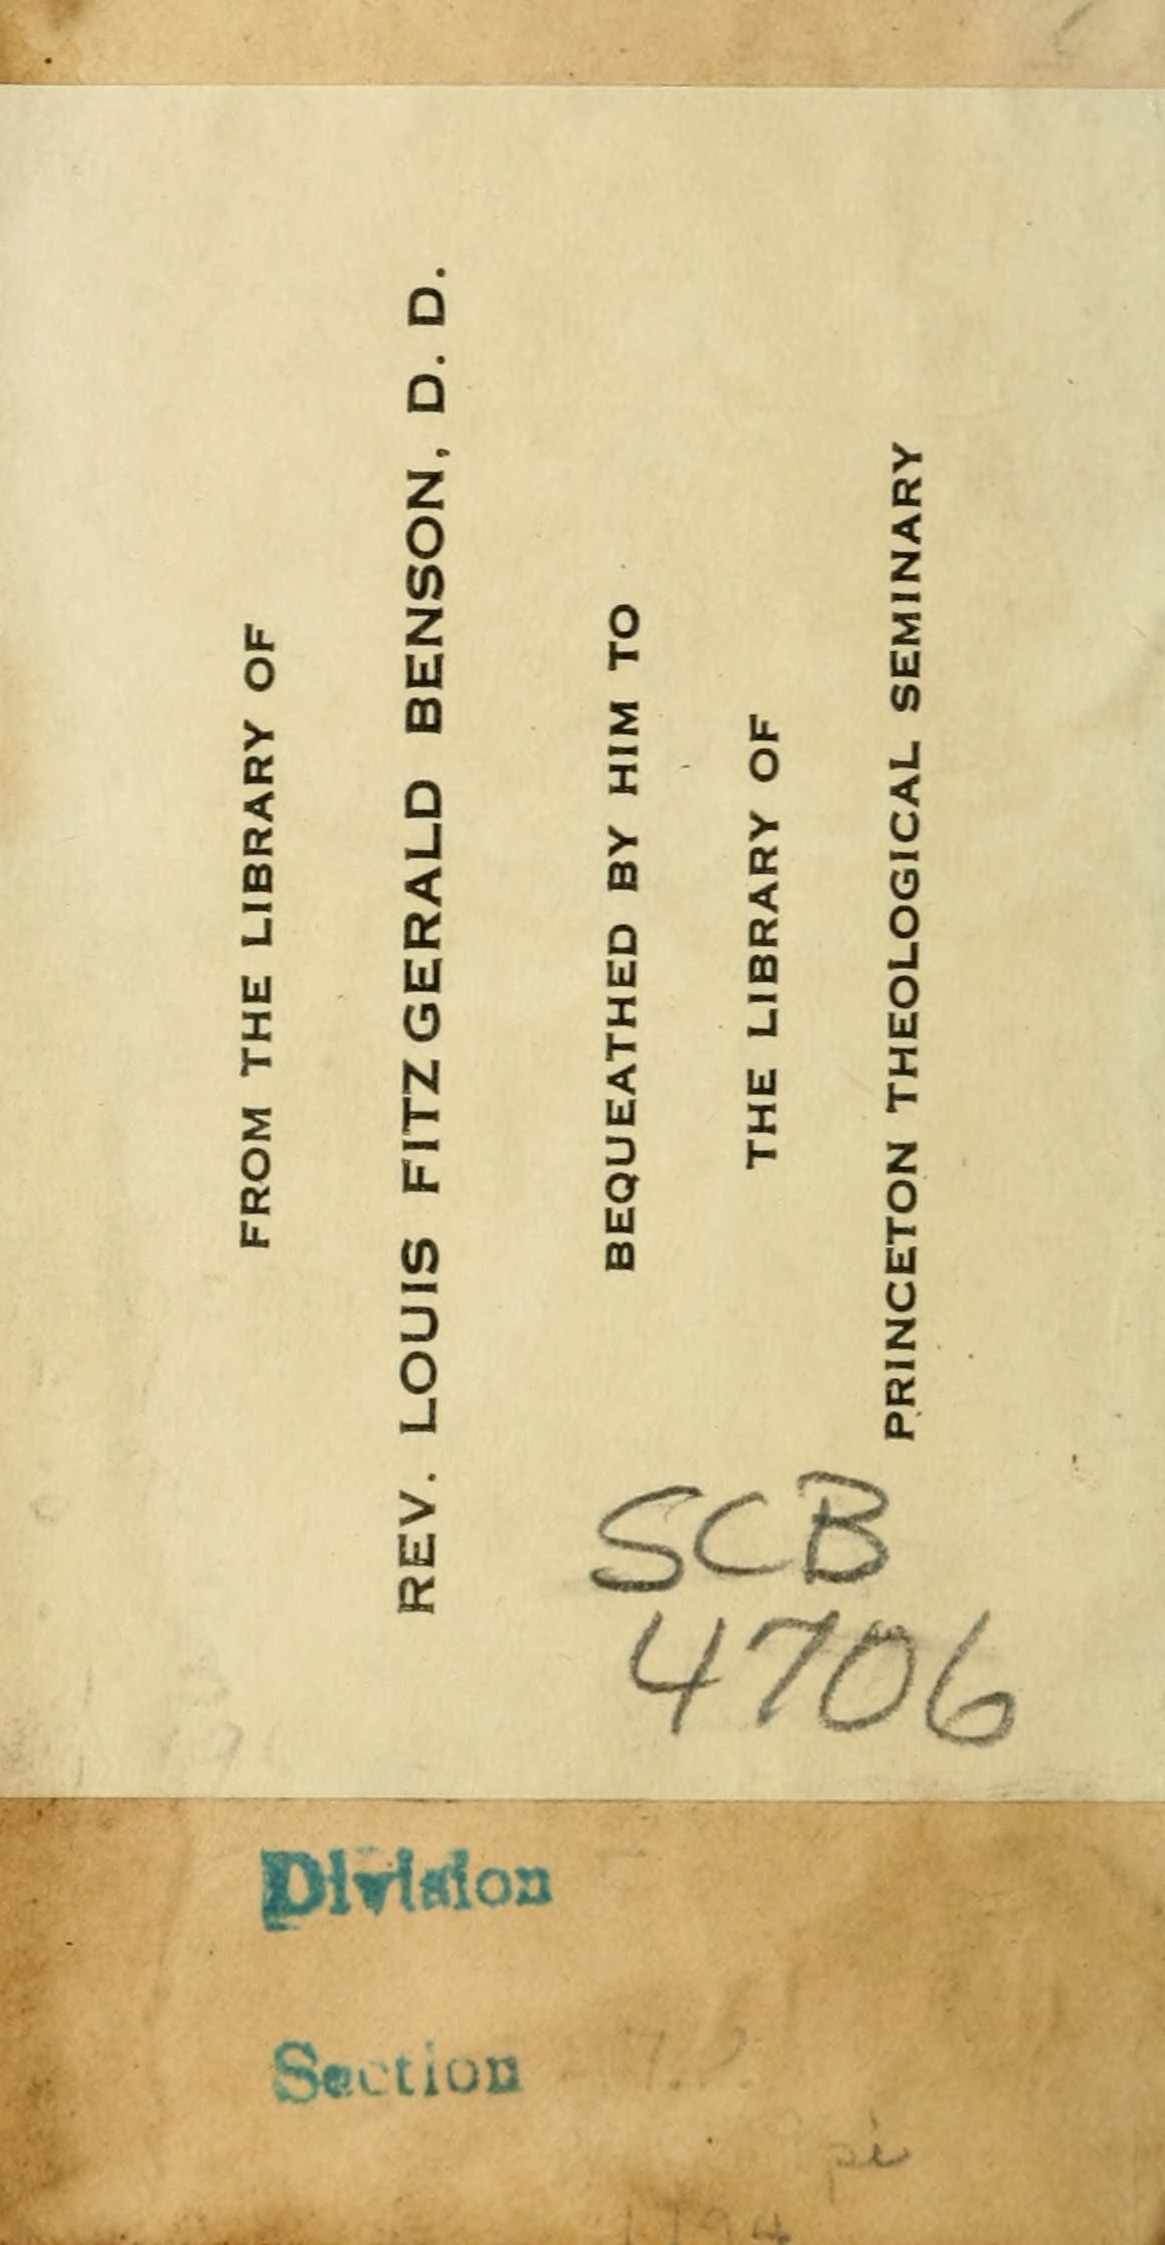 FROM THE LIBRARY OF
REV. LOUIS FITZGERALD BENSON, D. D.
BEQUEATHED BY HIM TO
THE LIBRARY OF
PRINCETON THEOLOGICAL SEMINARY
SCB
4706
Division
Section